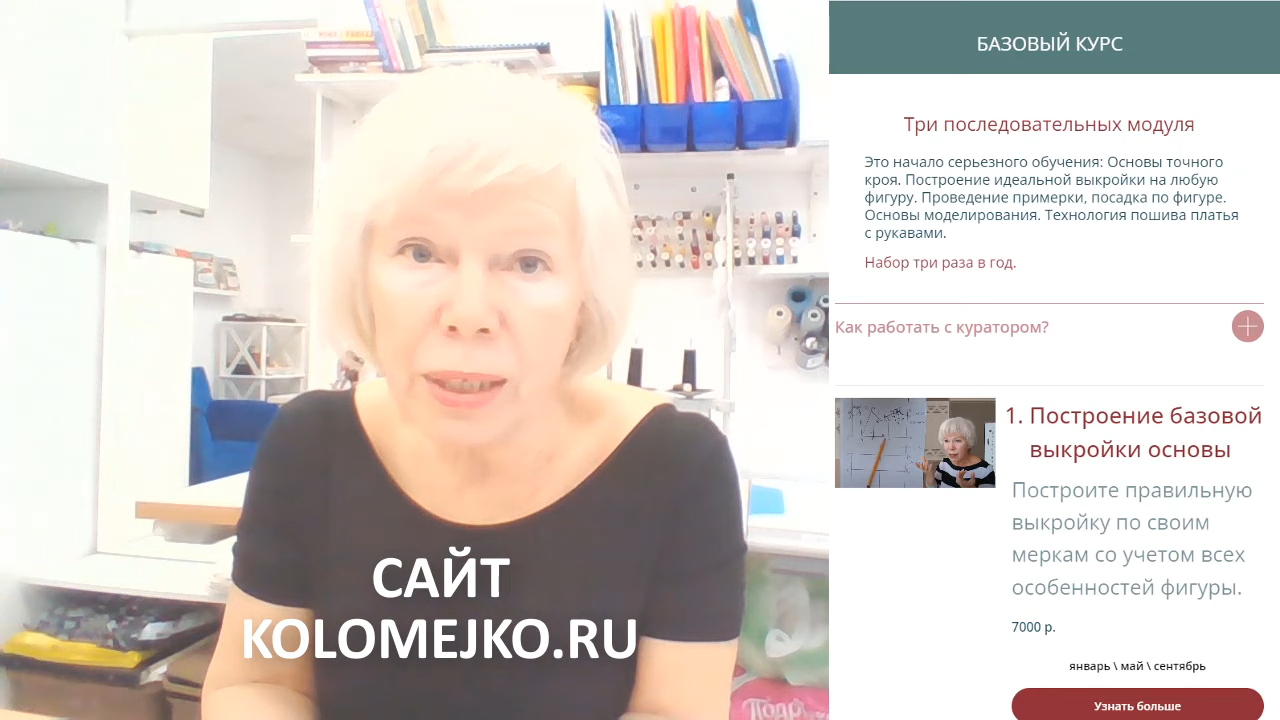 САЙТ
KOLOMEJKO.RU
БАЗОВЫЙ КУРС
Три последовательных модуля
Это начало серьезного обучения: Основы точного
кроя. Построение идеальной выкройки на любую
фигуру. Проведение примерки, посадка по фигуре.
Основы моделирования. Технология пошива платья
с рукавами.
Набор три раза в год.
Как работать с куратором?
1. Построение базовой
выкройки основы
Построите правильную
выкройку по своим
меркам со учетом всех
особенностей фигуры.
7000 р.
январь \ май \ сентябрь
Узнать больше